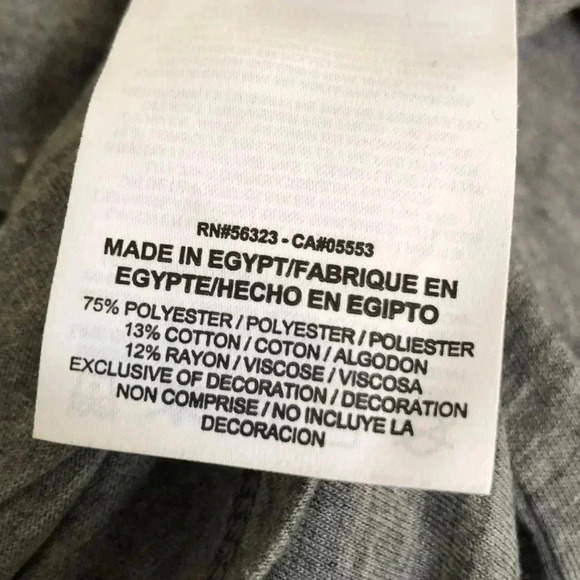 RN#56323 - CA#05553
MADE IN EGYPT/FABRIQUE EN
EGYPTE/HECHO EN EGIPTO
75% POLYESTER / POLYESTER / POLIESTER
13% COTTON / COTON / ALGODON
12% RAYON / VISCOSE / VISCOSA
EXCLUSIVE OF DECORATION / DECORATION
NON COMPRISE / NO INCLUYE LA
DECORACION